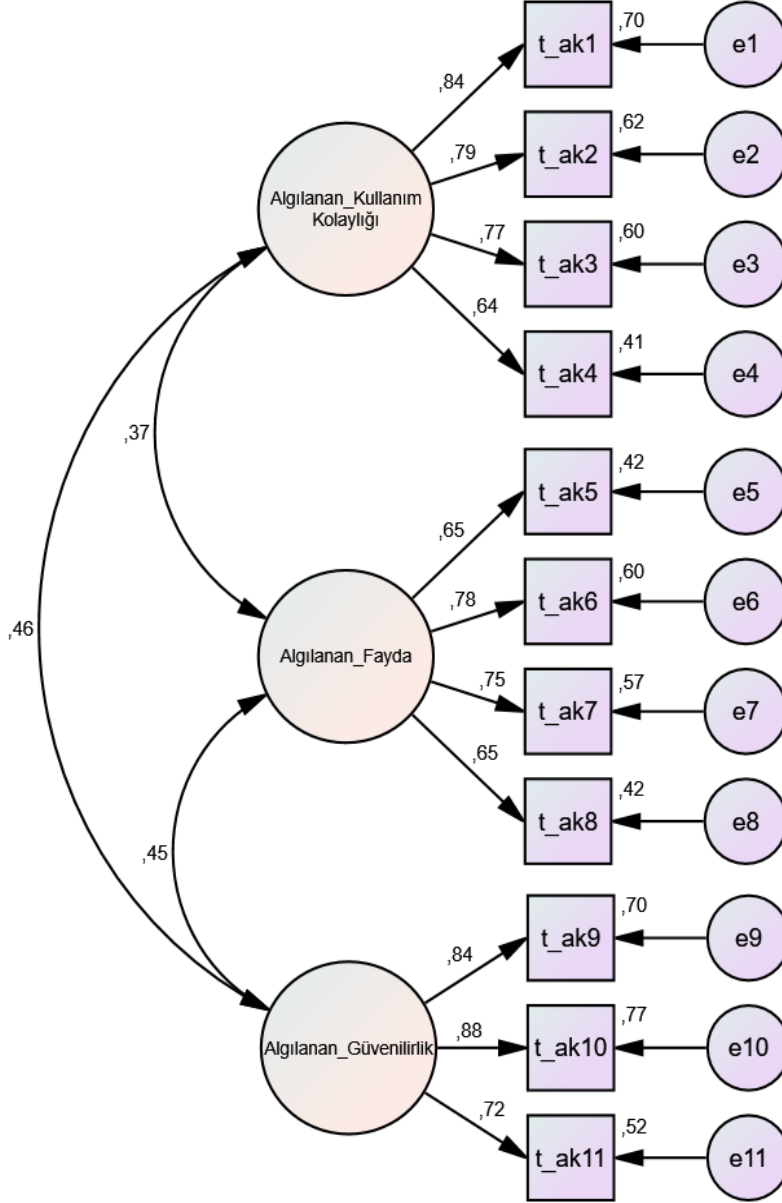 ,70
t_ak1
e1
,84
,62
t_ak2
e2
,79
Algılanan_Kullanım
Kolaylığı
,60
t_ak3
e3
,77
,64
,41
t_ak4
e4
,37
,42
t_ak5
e5
,65
,60
t_ak6
e6
,78
,46
Algılanan_Fayda
,75
,57
t_ak7
e7
,65
,42
t_ak8
e8
,45
,70
t_ak9
e9
,84
,77
Algılanan_Güvenilirlik
,88
t_ak10
e10
,72
,52
t_ak11
e11